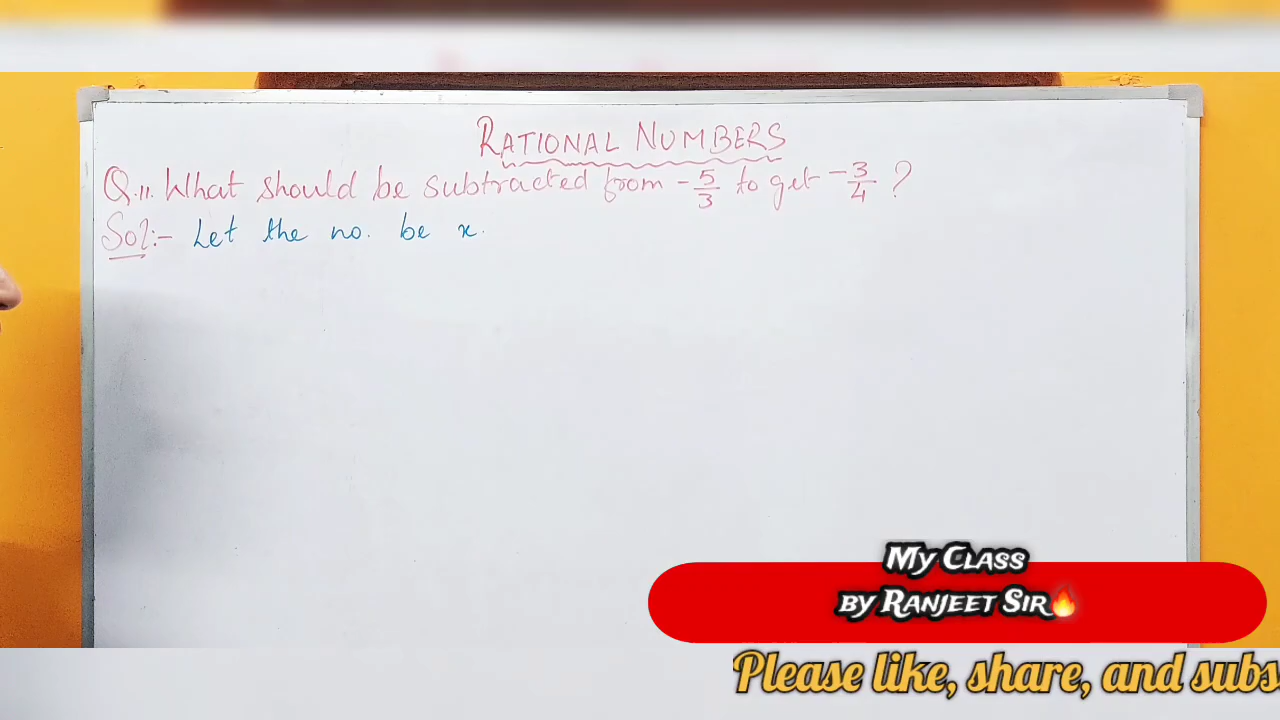 RATIONAL NUMBERS
Q.11. What should be subtracted from -5/3 to get -3/4 ?
Sol:- Let the no. be x.
My Class
by Ranjeet Sir🔥
Please like, share, and subs